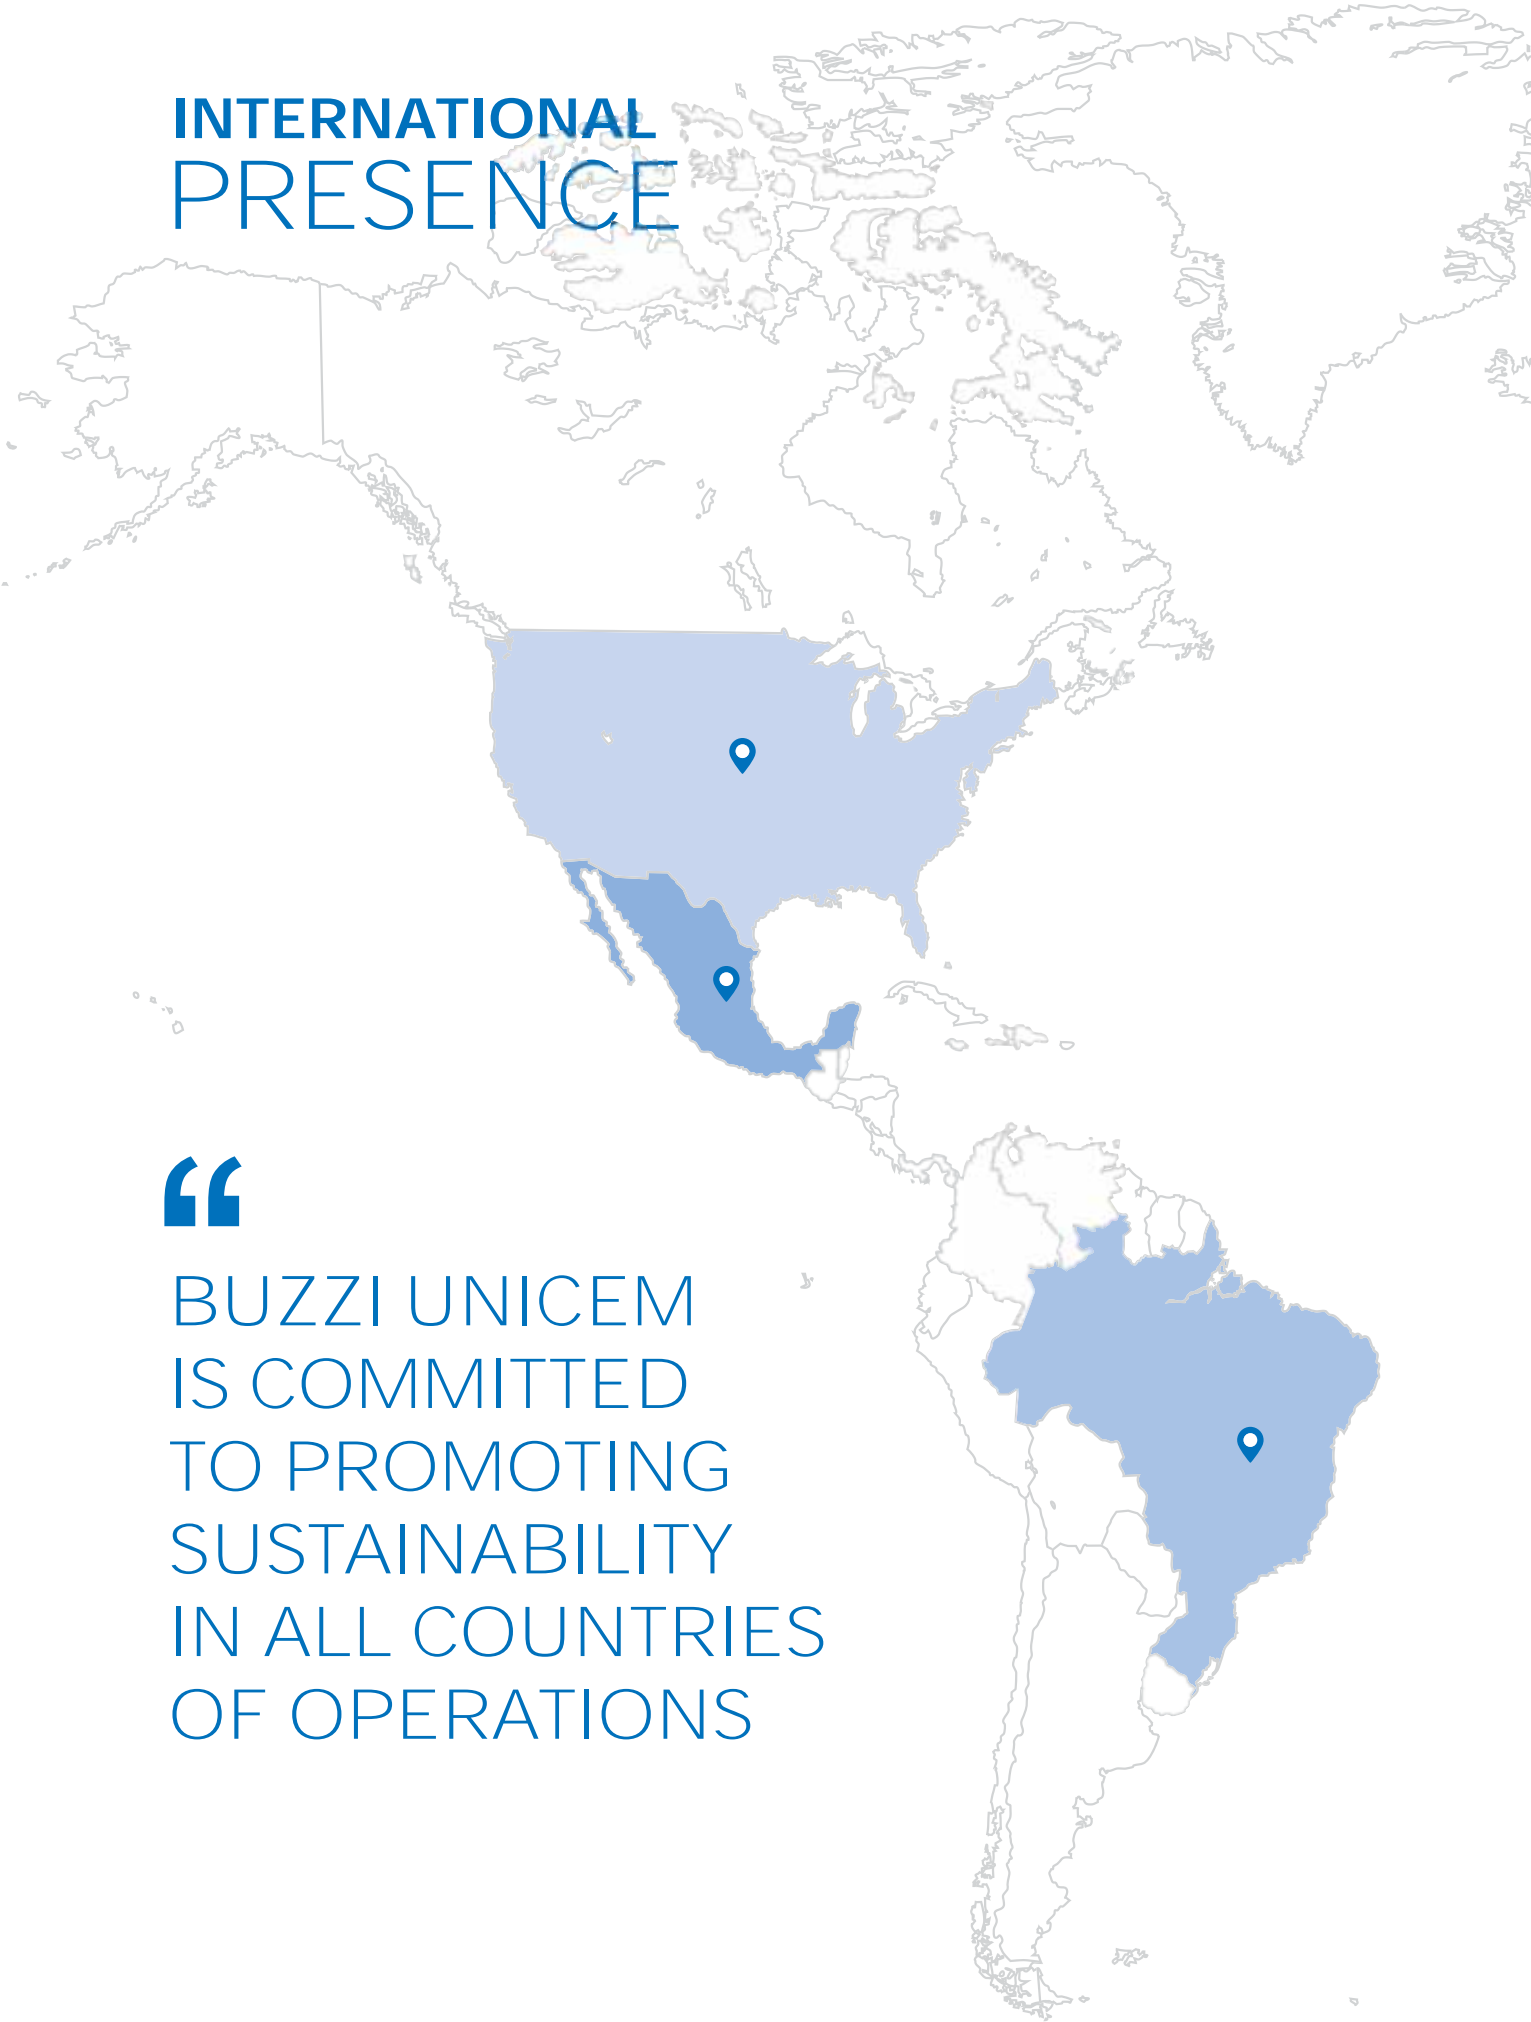 INTERNATIONAL
PRESENCE
“
BUZZI UNICEM
IS COMMITTED
TO PROMOTING
SUSTAINABILITY
IN ALL COUNTRIES
OF OPERATIONS